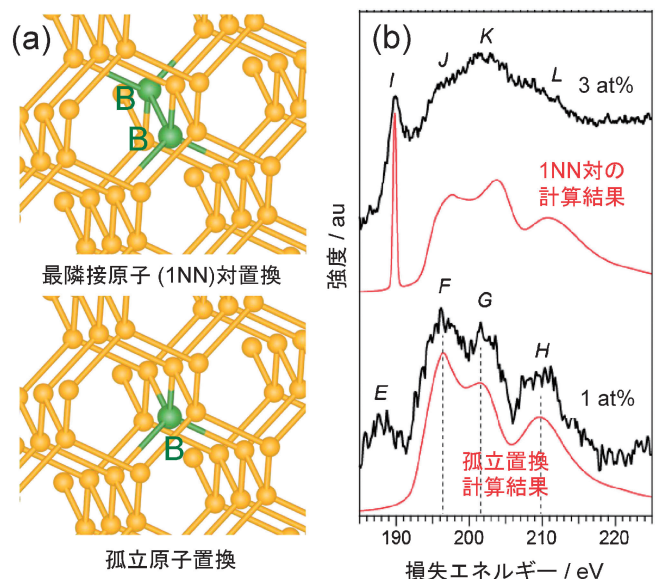 (a)
B
B
最隣接原子 (1NN)対置換
B
孤立原子置換
(b)
I
J
K
L
3 at%
1NN対の
計算結果
強度 / au
E
F
G
H
1 at%
孤立置換
計算結果
190 200 210 220
損失エネルギー / eV